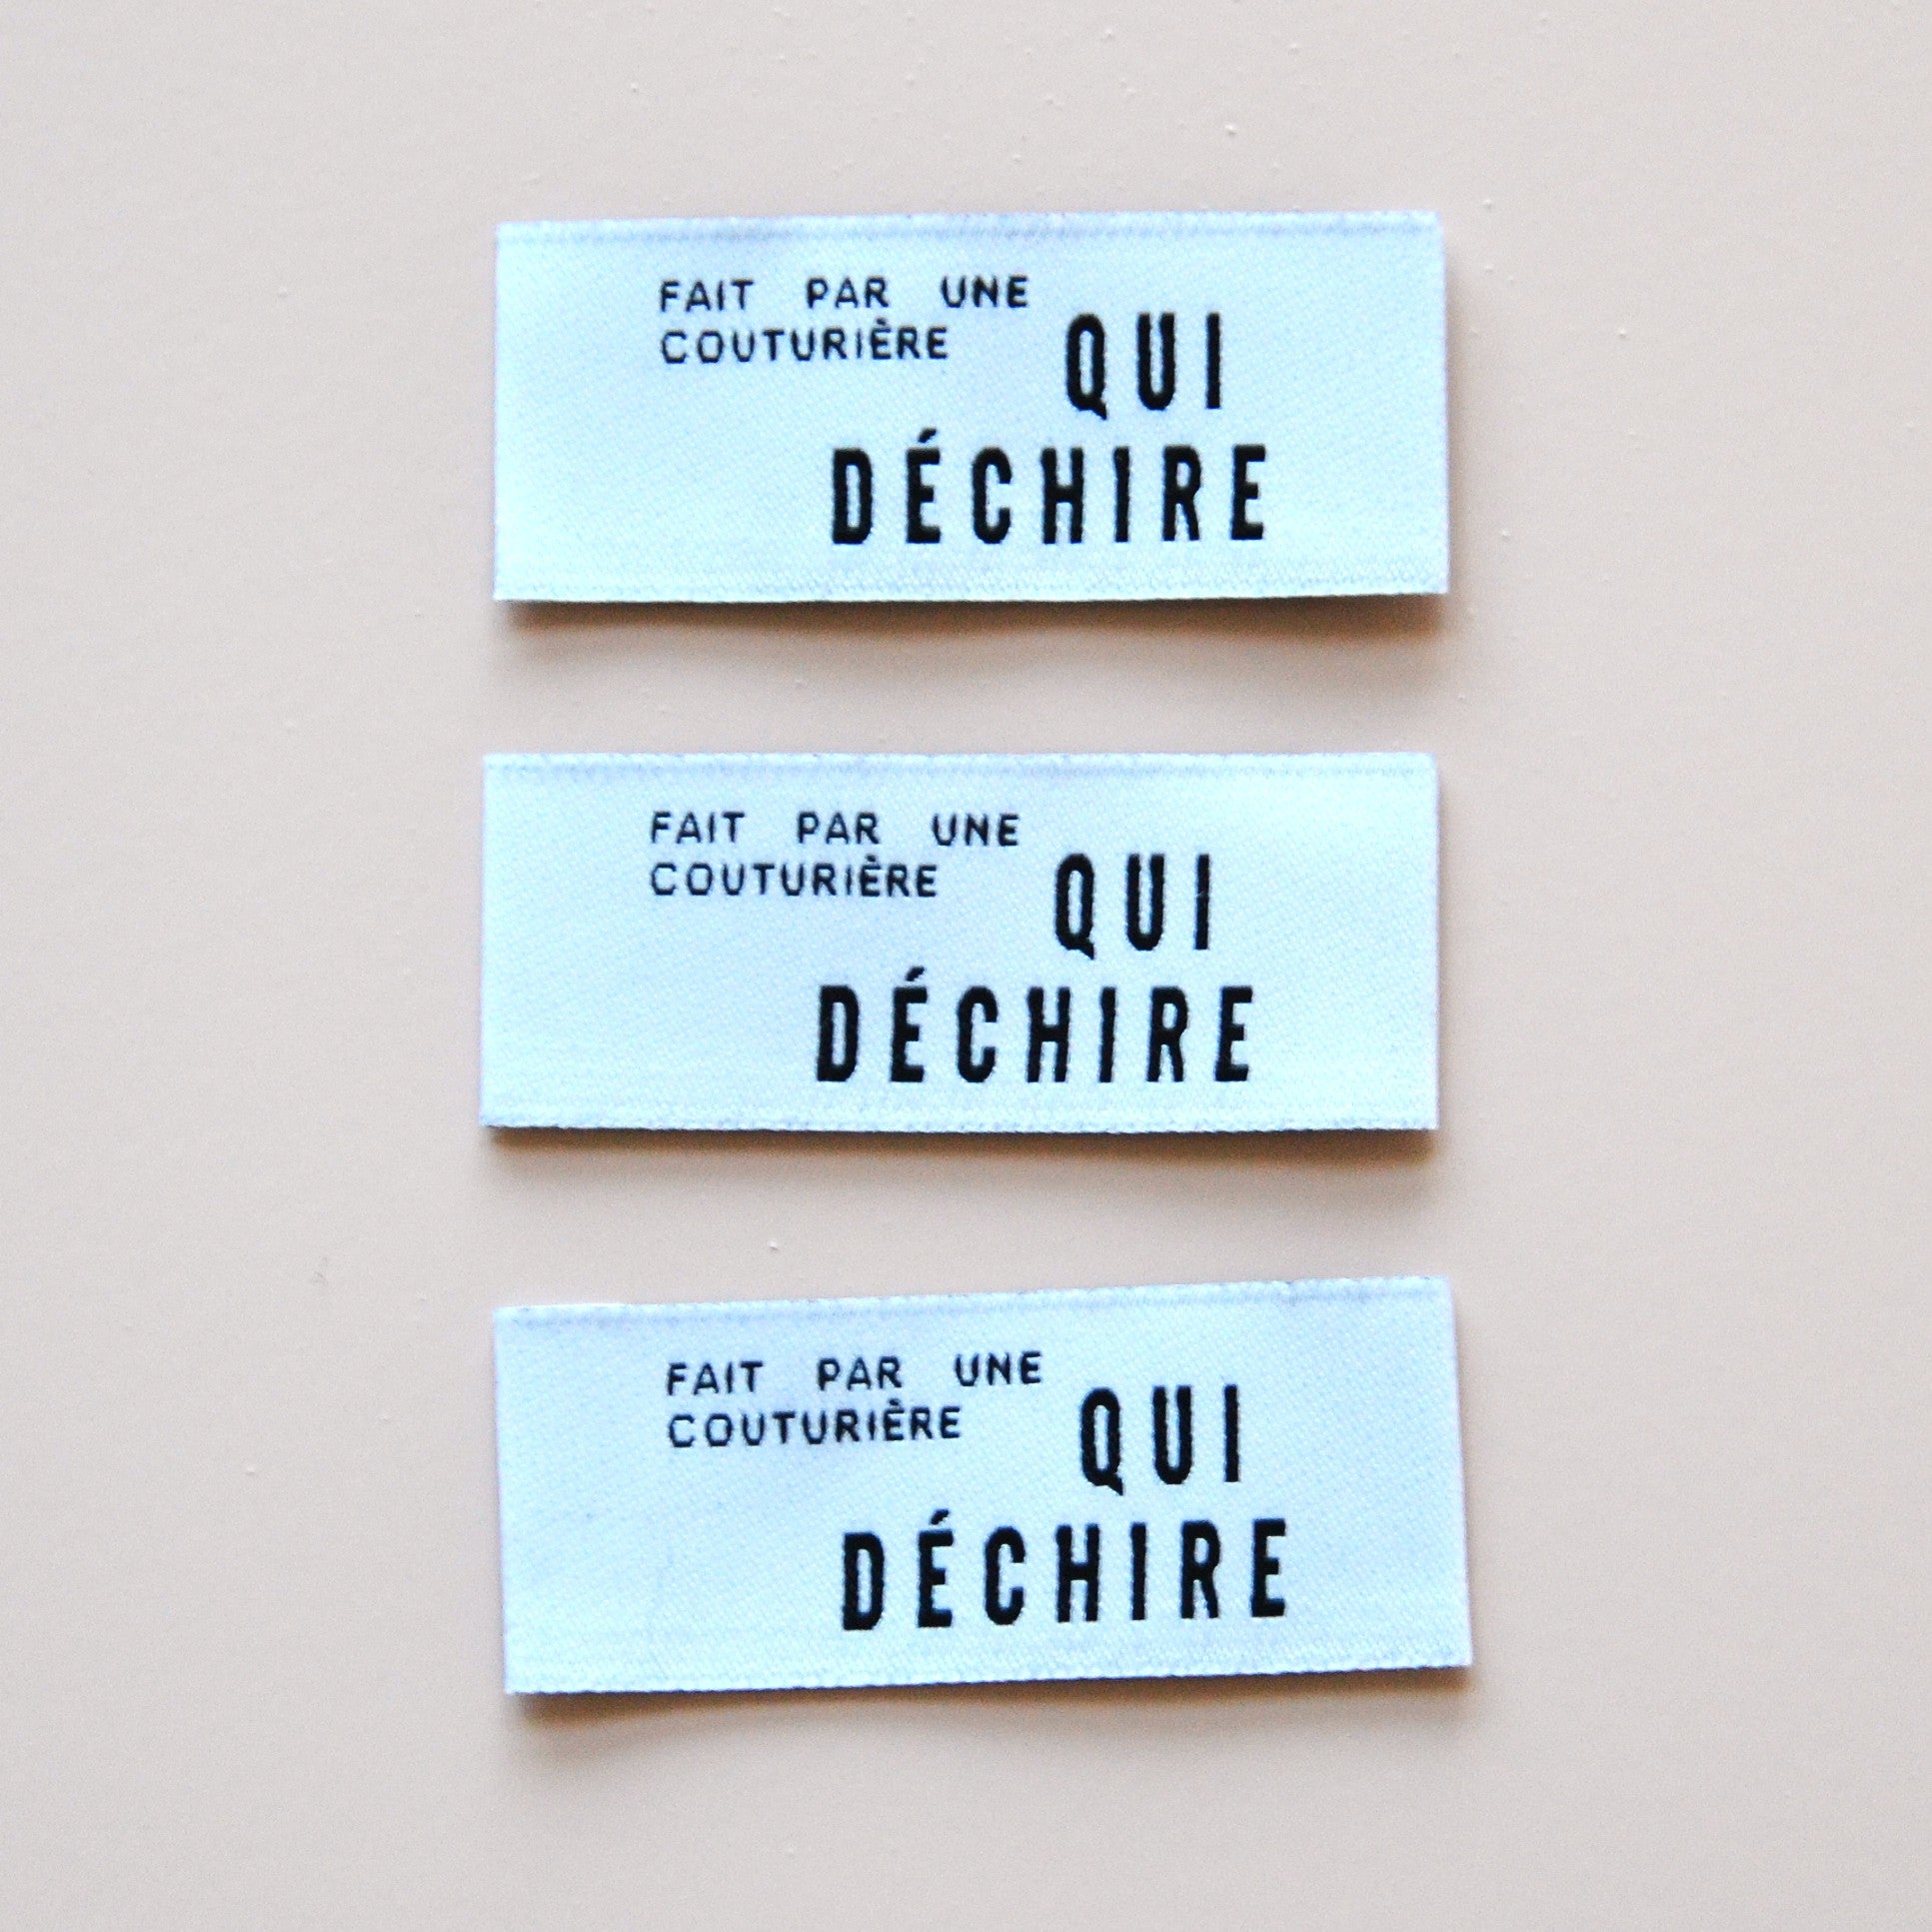 FAIT PAR UNE
COUTURIÈRE
QUI
DÉCHIRE
FAIT PAR UNE
COUTURIÈRE
QUI
DÉCHIRE
FAIT PAR UNE
COUTURIÈRE
QUI
DÉCHIRE